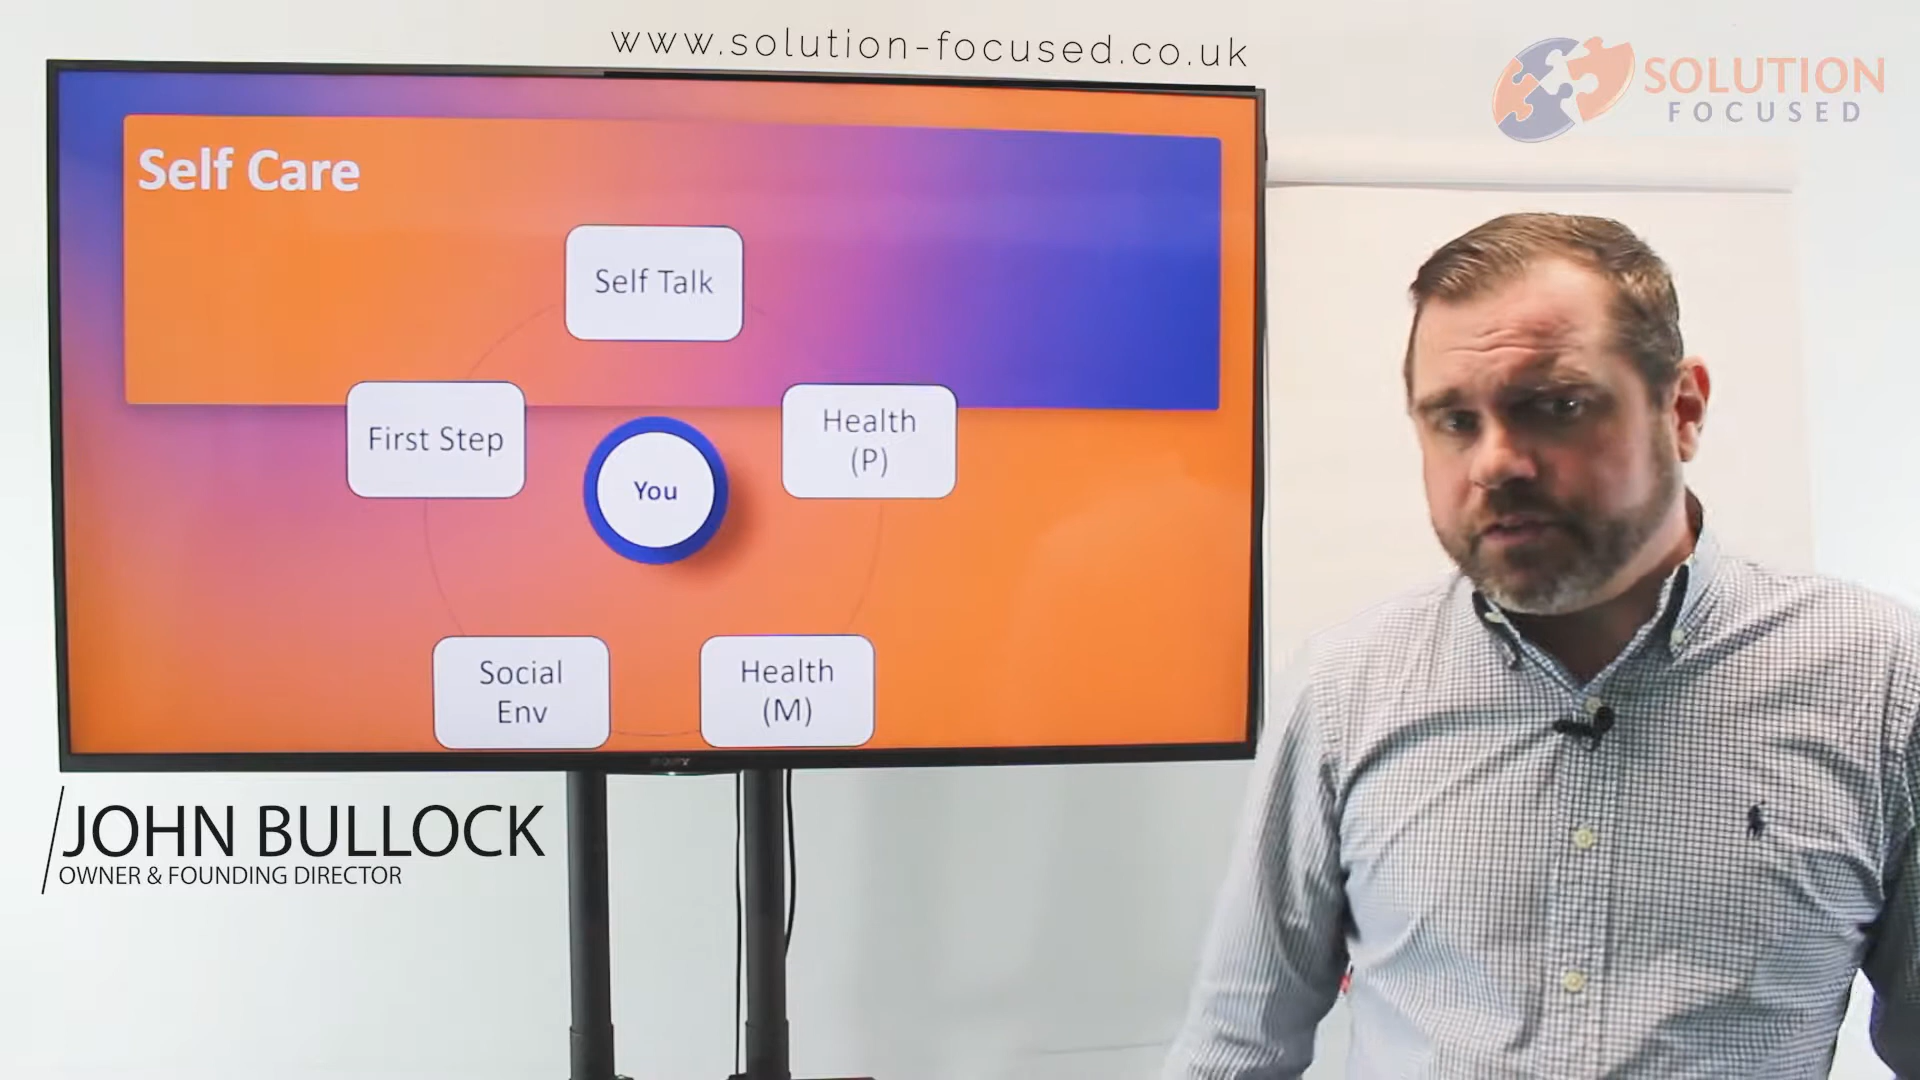 www.solution-focused.co.uk
SOLUTION
FOCUSED
Self Care
Self Talk
First Step
Health
(P)
You
Social
Env
Health
(M)
SONY
JOHN BULLOCK
OWNER & FOUNDING DIRECTOR